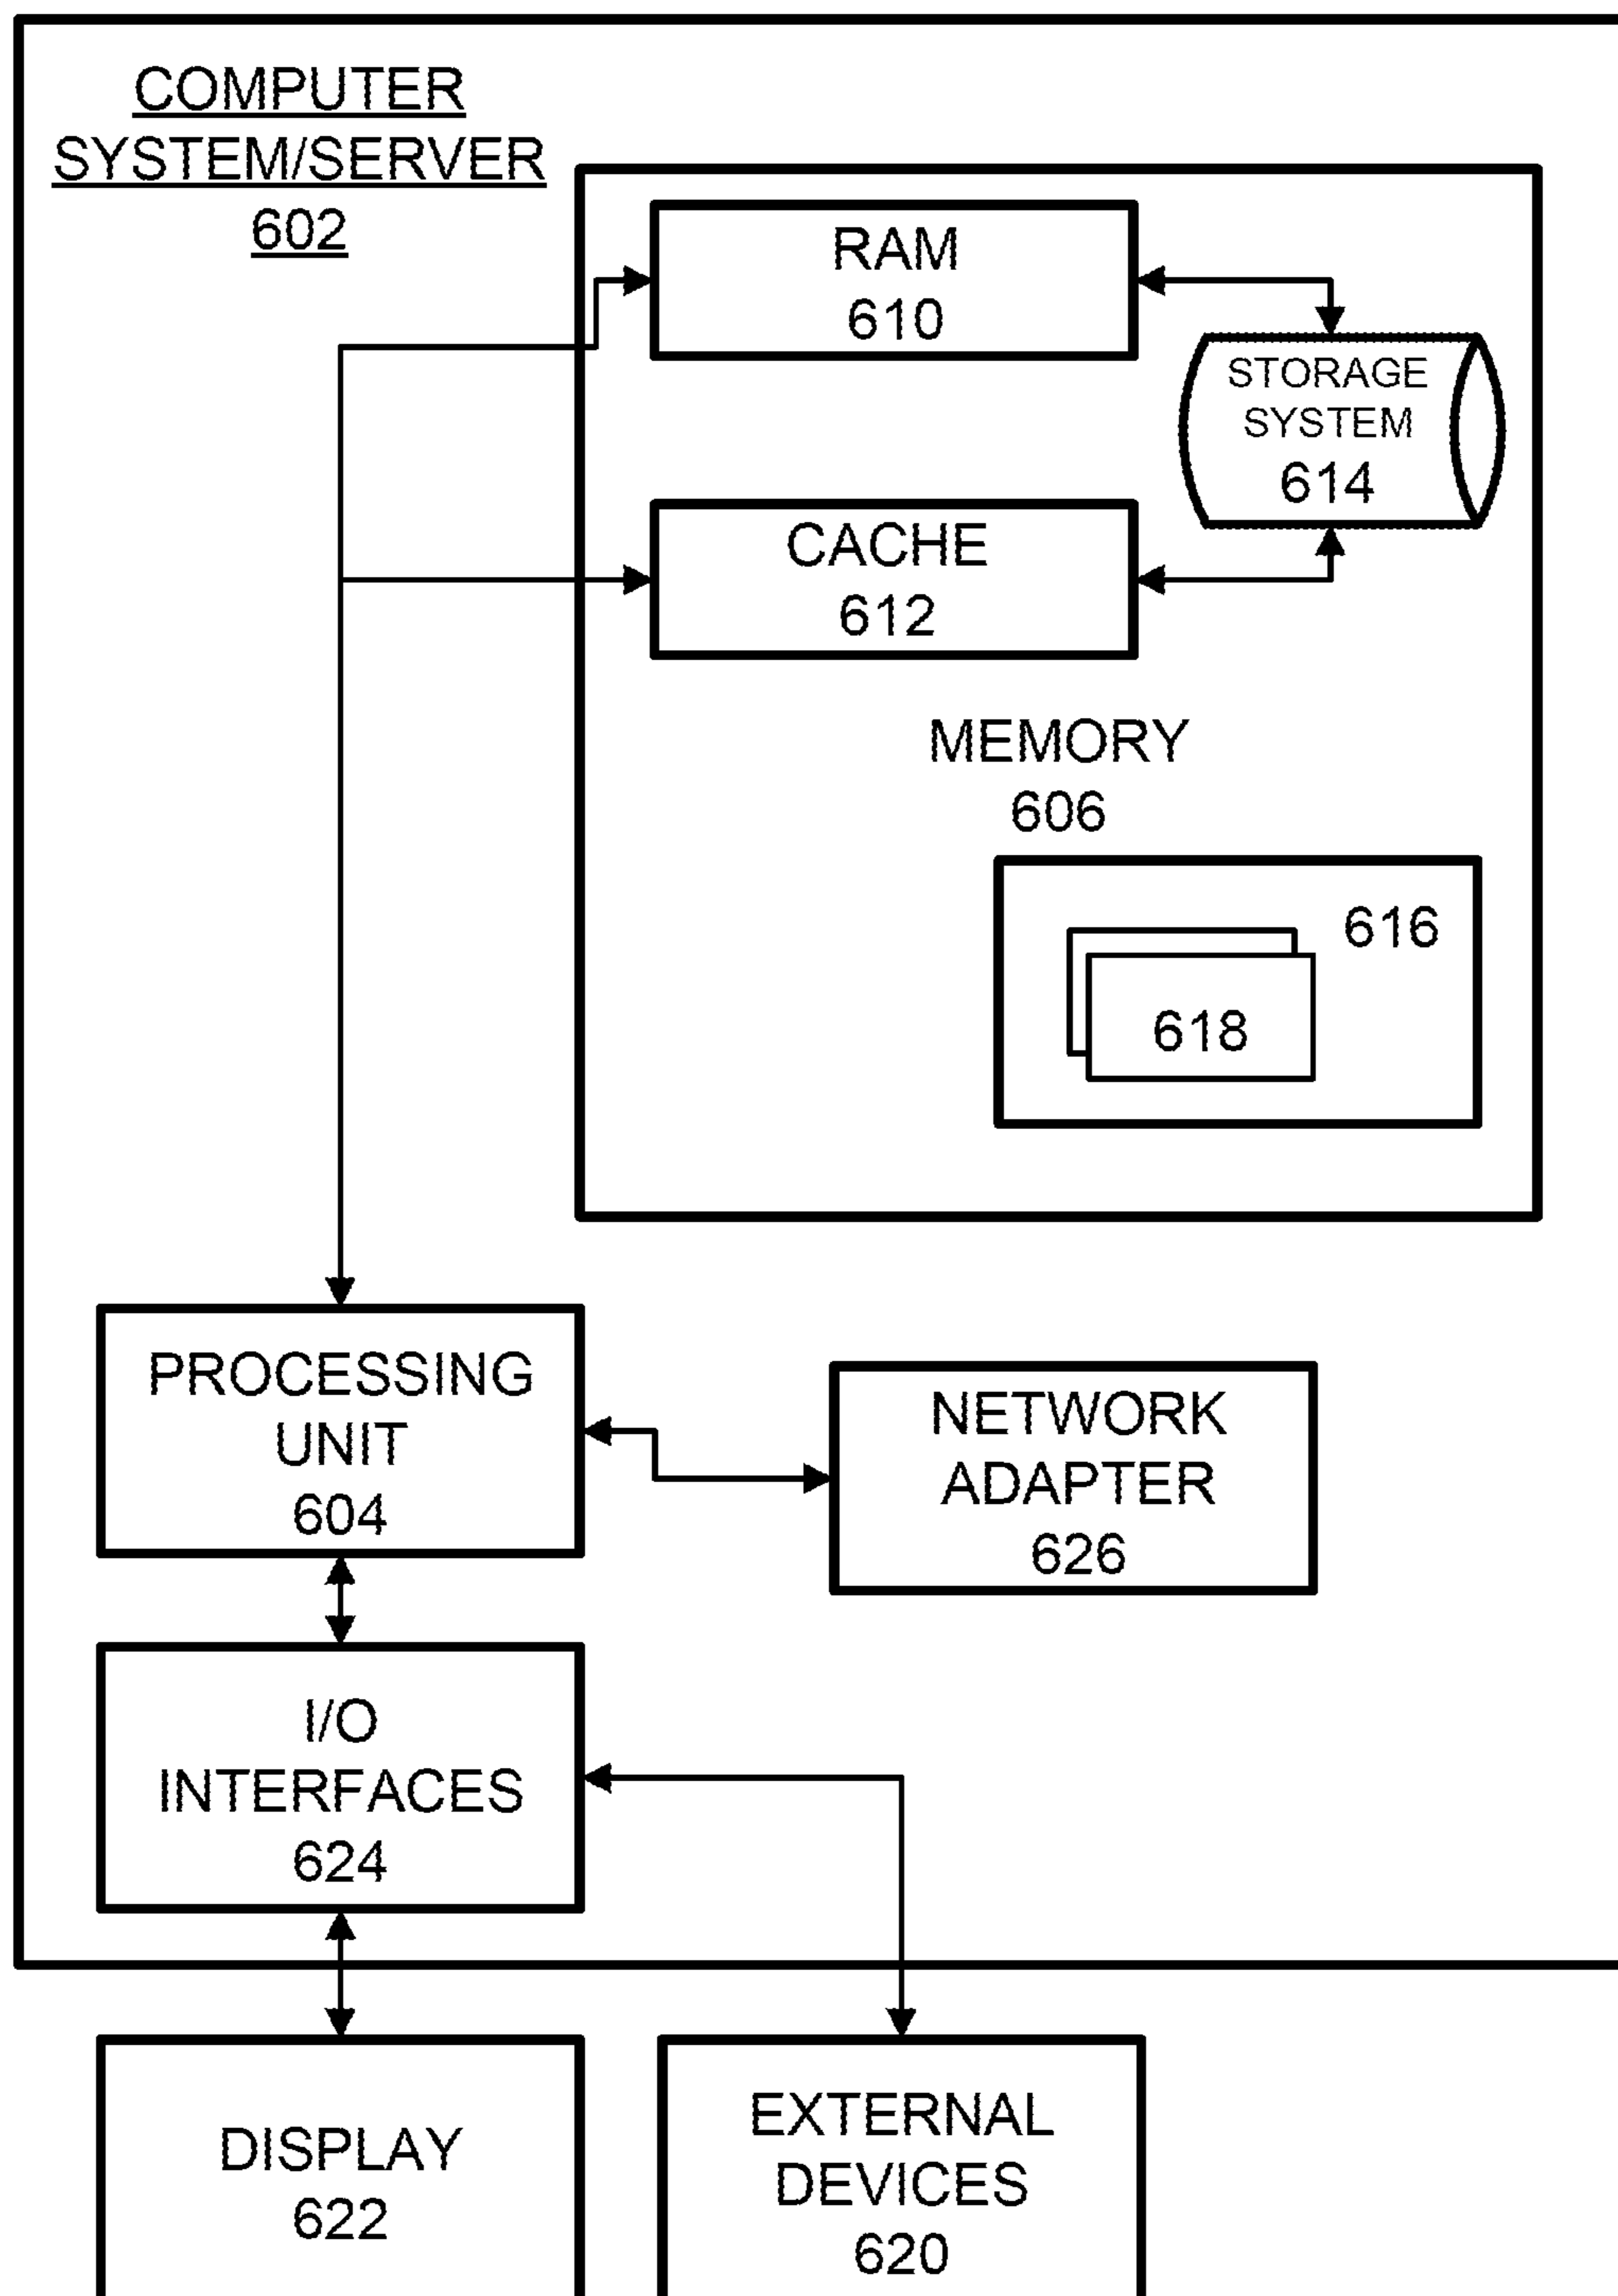 COMPUTER
SYSTEM/SERVER
602
RAM
610
STORAGE
SYSTEM
614
CACHE
612
MEMORY
606
616
618
PROCESSING
UNIT
604
NETWORK
ADAPTER
626
I/O
INTERFACES
624
DISPLAY
622
EXTERNAL
DEVICES
620